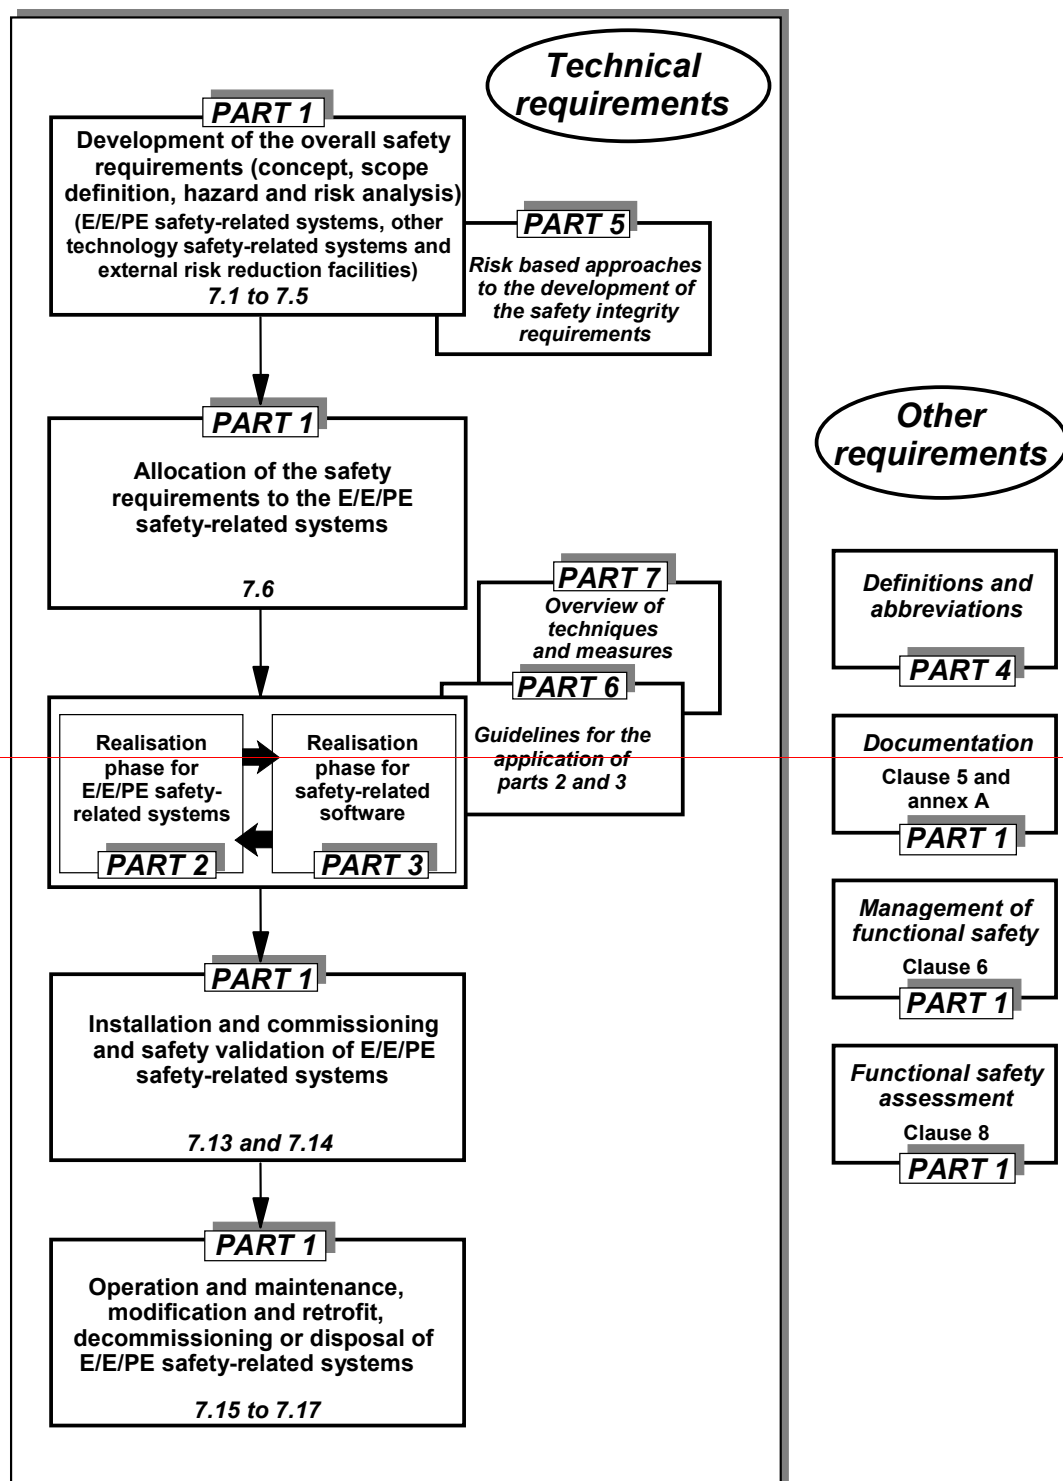 Technical
requirements
PART 1
Development of the overall safety
requirements (concept, scope
definition, hazard and risk analysis)
(E/E/PE safety-related systems, other
technology safety-related systems and
external risk reduction facilities)
7.1 to 7.5
PART 5
Risk based approaches
to the development of
the safety integrity
requirements
PART 1
Allocation of the safety
requirements to the E/E/PE
safety-related systems
7.6
PART 7
Overview of
techniques
and measures
PART 6
Guidelines for the
application of
parts 2 and 3
Realisation
phase for
E/E/PE safety-
related systems
PART 2
Realisation
phase for
safety-related
software
PART 3
PART 1
Installation and commissioning
and safety validation of E/E/PE
safety-related systems
7.13 and 7.14
PART 1
Operation and maintenance,
modification and retrofit,
decommissioning or disposal of
E/E/PE safety-related systems
7.15 to 7.17
Other
requirements
Definitions and
abbreviations
PART 4
Documentation
Clause 5 and
annex A
PART 1
Management of
functional safety
Clause 6
PART 1
Functional safety
assessment
Clause 8
PART 1